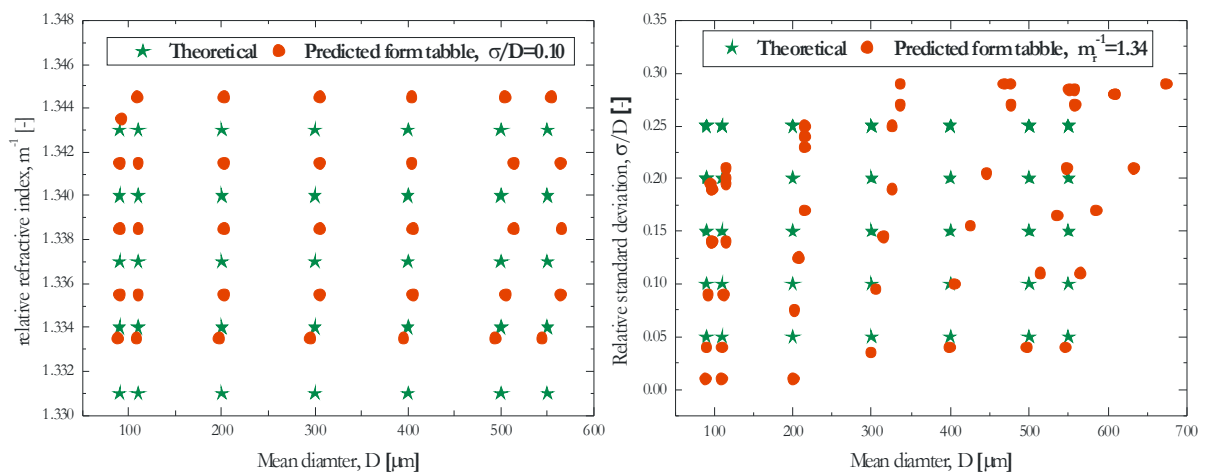 1.348
1.346
1.344
1.342
1.340
1.338
1.336
1.334
1.332
1.330
relative refractive index, m⁻¹ [-]
Theoretical Predicted form tabble, σ/D=0.10
100 200 300 400 500 600
Mean diamter, D [μm]
0.35
0.30
0.25
0.20
0.15
0.10
0.05
0.00
Relative standard deviation, σ/D [-]
Theoretical Predicted form tabble, mᵣ⁻¹=1.34
100 200 300 400 500 600 700
Mean diamter, D [μm]